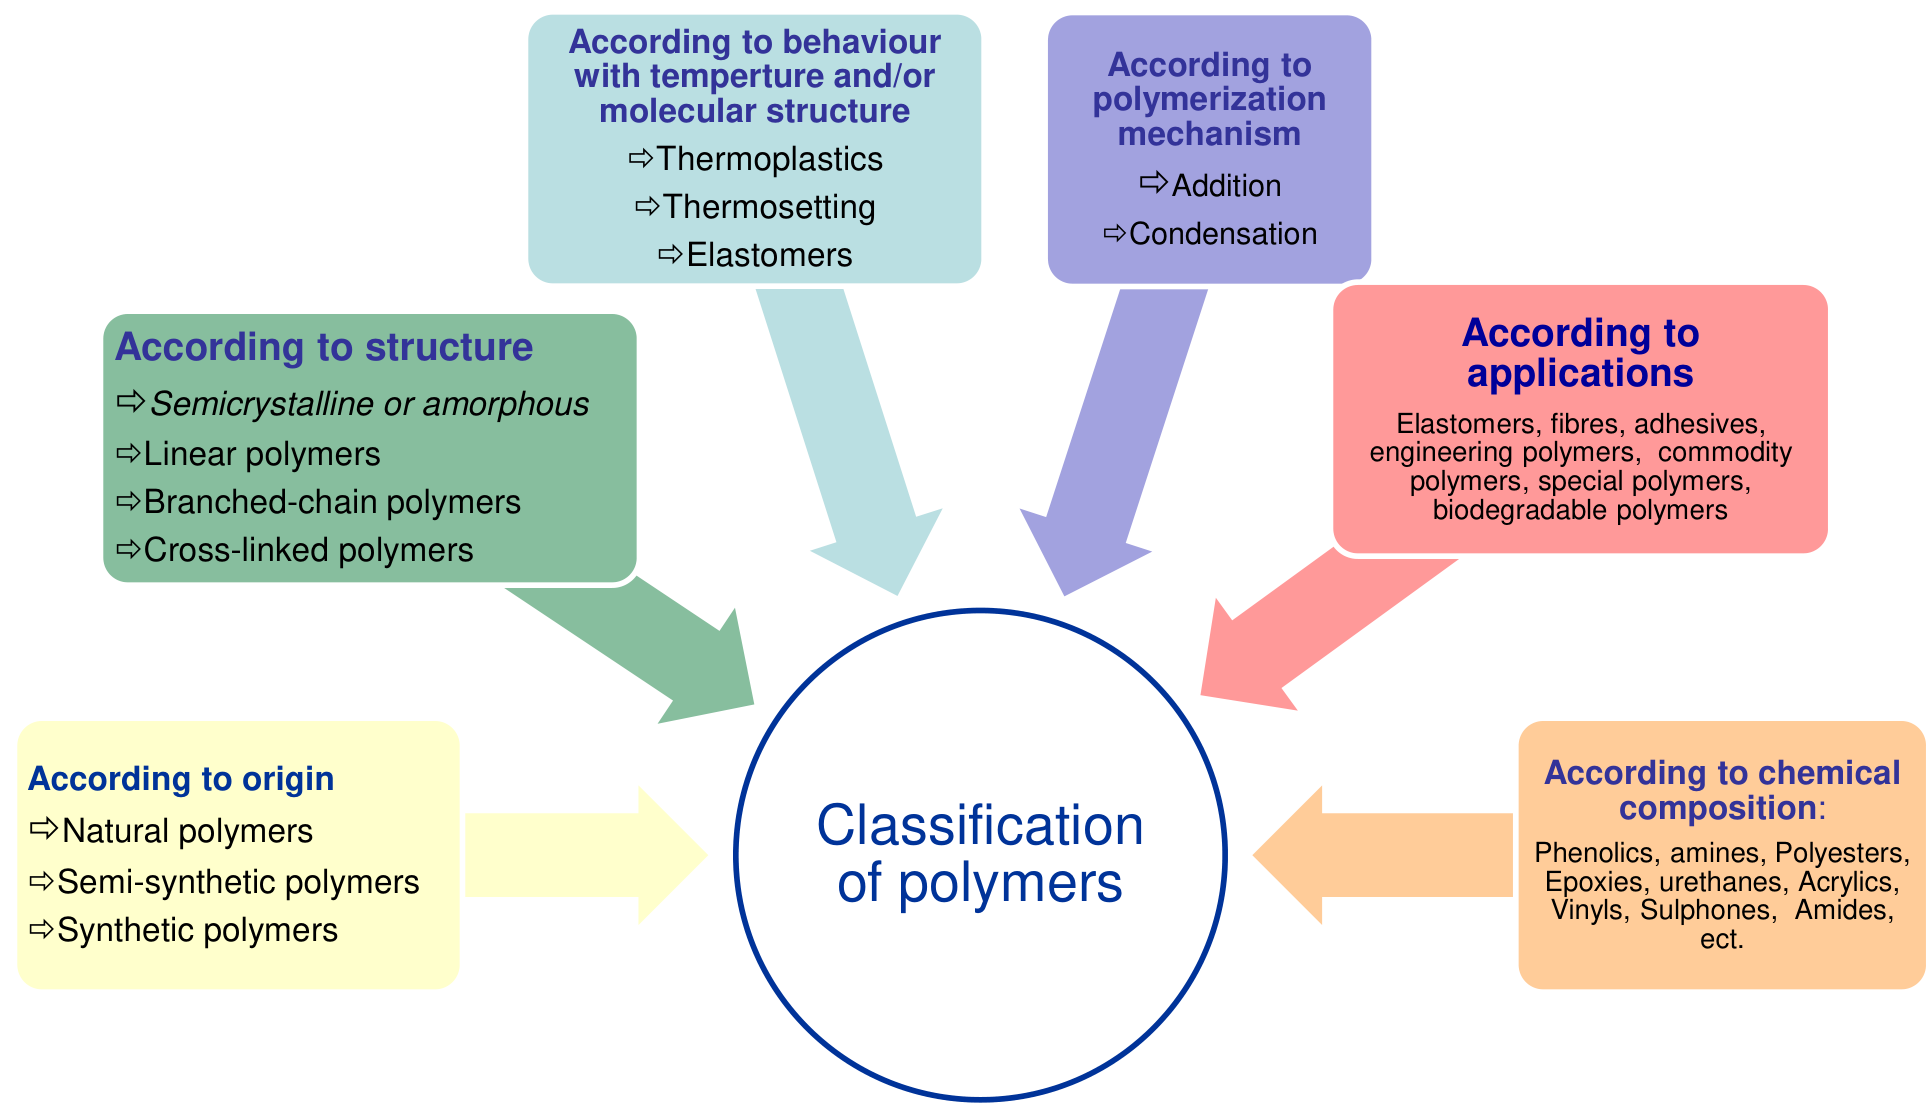 According to behaviour
with temperture and/or
molecular structure
⇨Thermoplastics
⇨Thermosetting
⇨Elastomers
According to
polymerization
mechanism
⇨Addition
⇨Condensation
According to structure
⇨Semicrystalline or amorphous
⇨Linear polymers
⇨Branched-chain polymers
⇨Cross-linked polymers
According to
applications
Elastomers, fibres, adhesives,
engineering polymers,  commodity
polymers, special polymers,
biodegradable polymers
According to origin
⇨Natural polymers
⇨Semi-synthetic polymers
⇨Synthetic polymers
Classification
of polymers
According to chemical
composition:
Phenolics, amines, Polyesters,
Epoxies, urethanes, Acrylics,
Vinyls, Sulphones,  Amides,
ect.